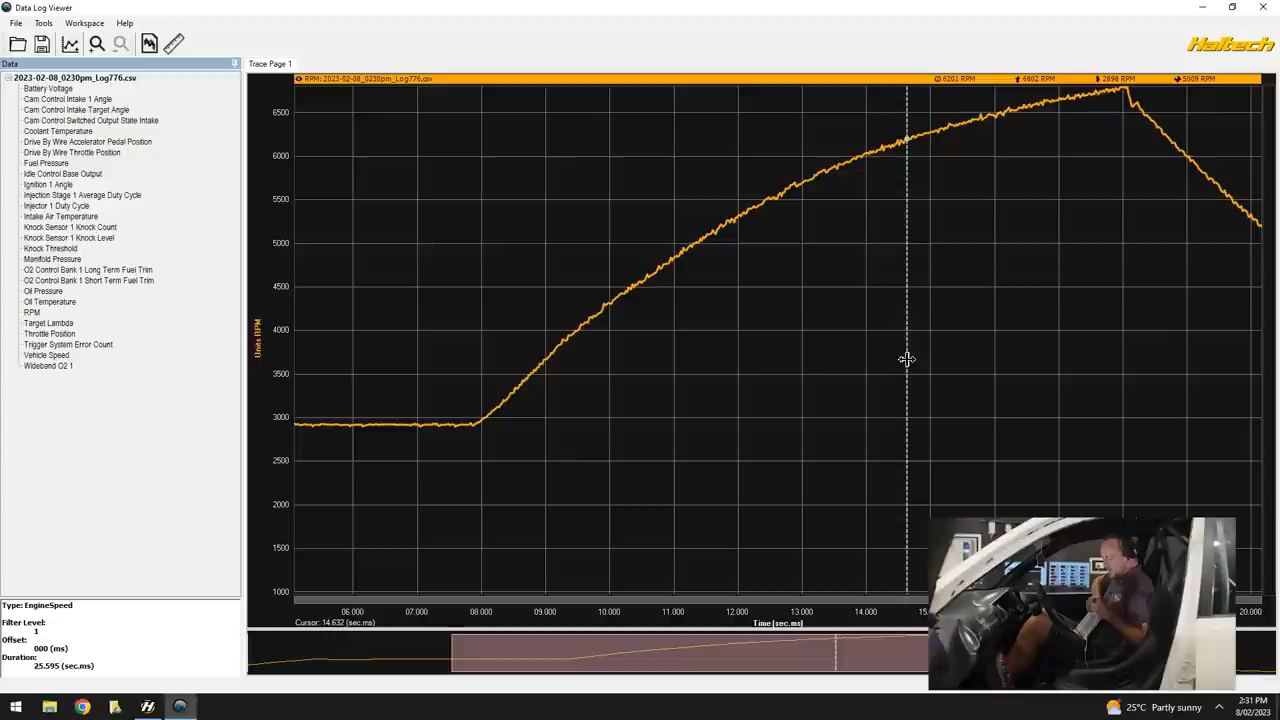 Data Log Viewer
File Tools Workspace Help
Haltech
Data
Trace Page 1
2023-02-08_0230pm_Log776.csv
Battery Voltage
Cam Control Intake 1 Angle
Cam Control Intake Target Angle
Cam Control Switched Output State Intake
Coolant Temperature
Drive By Wire Accelerator Pedal Position
Drive By Wire Throttle Position
Fuel Pressure
Idle Control Base Output
Ignition 1 Angle
Injection Stage 1 Average Duty Cycle
Injector 1 Duty Cycle
Intake Air Temperature
Knock Sensor 1 Knock Count
Knock Sensor 1 Knock Level
Knock Threshold
Manifold Pressure
O2 Control Bank 1 Long Term Fuel Trim
O2 Control Bank 1 Short Term Fuel Trim
Oil Pressure
Oil Temperature
RPM
Target Lambda
Throttle Position
Trigger System Error Count
Vehicle Speed
Wideband O2 1
Type: EngineSpeed
Filter Level:
1
Offset:
000 (ms)
Duration:
25.595 (sec.ms)
RPM: 2023-02-08_0230pm_Log776.csv
6201 RPM 6802 RPM 2898 RPM 5009 RPM
6500
6000
5500
5000
4500
4000
3500
3000
2500
2000
1500
1000
Units RPM
06.000 07.000 08.000 09.000 10.000 11.000 12.000 13.000 14.000 15 20.000
Cursor: 14.632 (sec.ms)
Time (sec.ms)
25°C Partly sunny
2:31 PM
8/02/2023